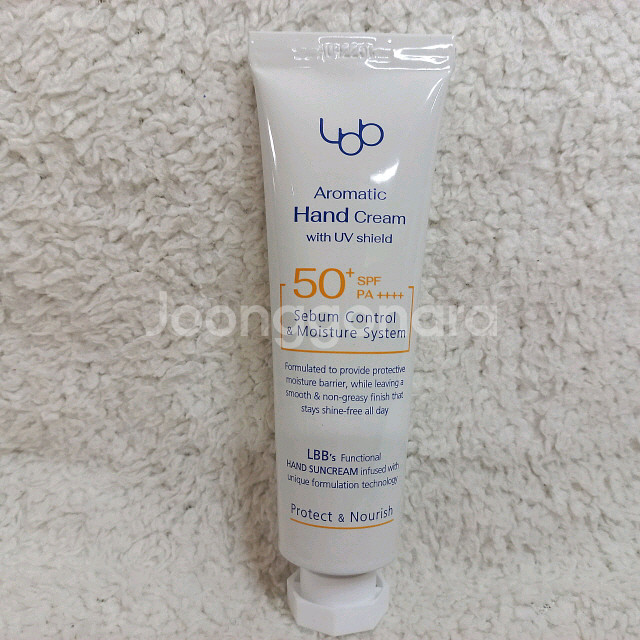 Lbb
Aromatic
Hand Cream
with UV shield
50+ SPF
PA ++++
Sebum Control
& Moisture System
Joonggonara
Formulated to provide protective
moisture barrier, while leaving a
smooth & non-greasy finish that
stays shine-free all day
LBB's Functional
HAND SUNCREAM infused with
unique formulation technology
Protect & Nourish